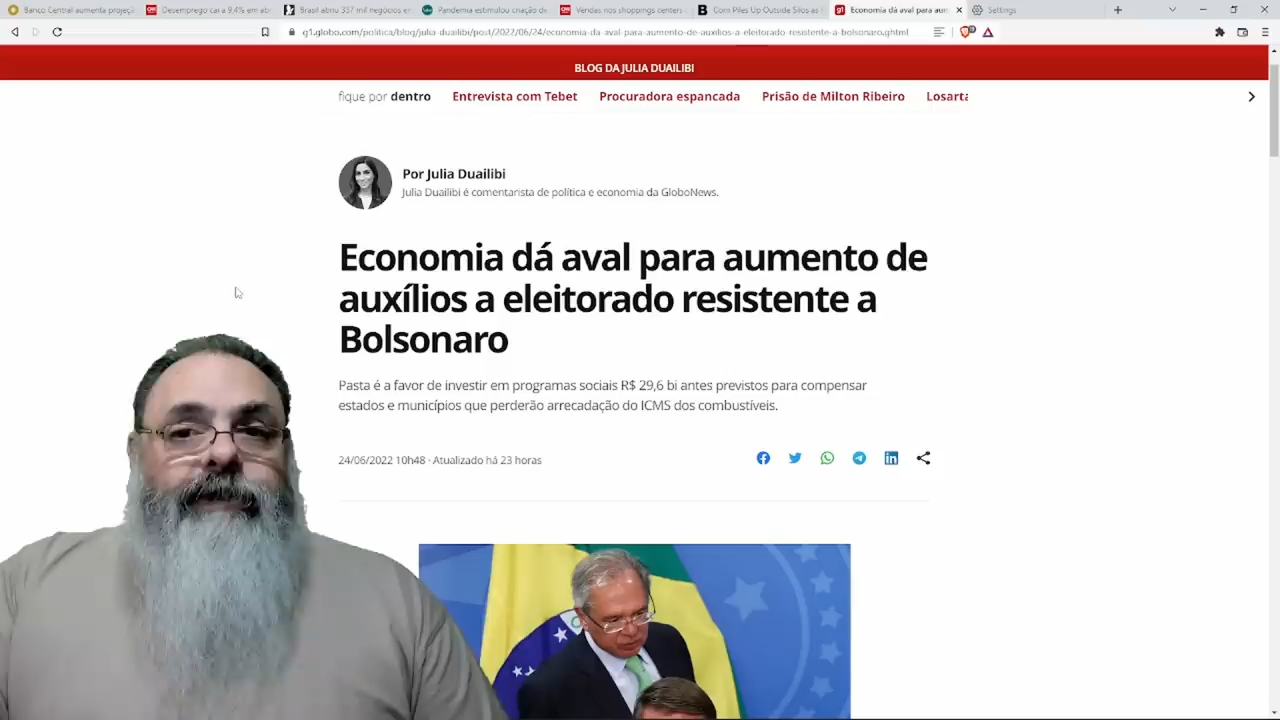 Banco Central aumenta projeçã
Desemprego cai a 9,4% em abr
Brasil abriu 337 mil negócios er
Pandemia estimulou criação de
Vendas nos shoppings centers -
Corn Piles Up Outside Silos as
Economia dá aval para aum
Settings
g1.globo.com/politica/blog/julia-duailibi/post/2022/06/24/economia-da-aval-para-aumento-de-auxilios-a-eleitorado-resistente-a-bolsonaro.ghtml
BLOG DA JULIA DUAILIBI
fique por dentro
Entrevista com Tebet
Procuradora espancada
Prisão de Milton Ribeiro
Losarta
Por Julia Duailibi
Julia Duailibi é comentarista de política e economia da GloboNews.
Economia dá aval para aumento de
auxílios a eleitorado resistente a
Bolsonaro
Pasta é a favor de investir em programas sociais R$ 29,6 bi antes previstos para compensar
estados e municípios que perderão arrecadação do ICMS dos combustíveis.
24/06/2022 10h48 · Atualizado há 23 horas